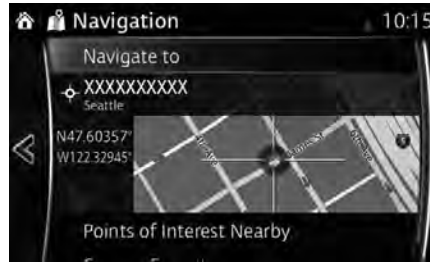 Navigation 10:15
Navigate to
XXXXXXXXXX
Seattle
N47.60357°
W122.32945°
Points of Interest Nearby